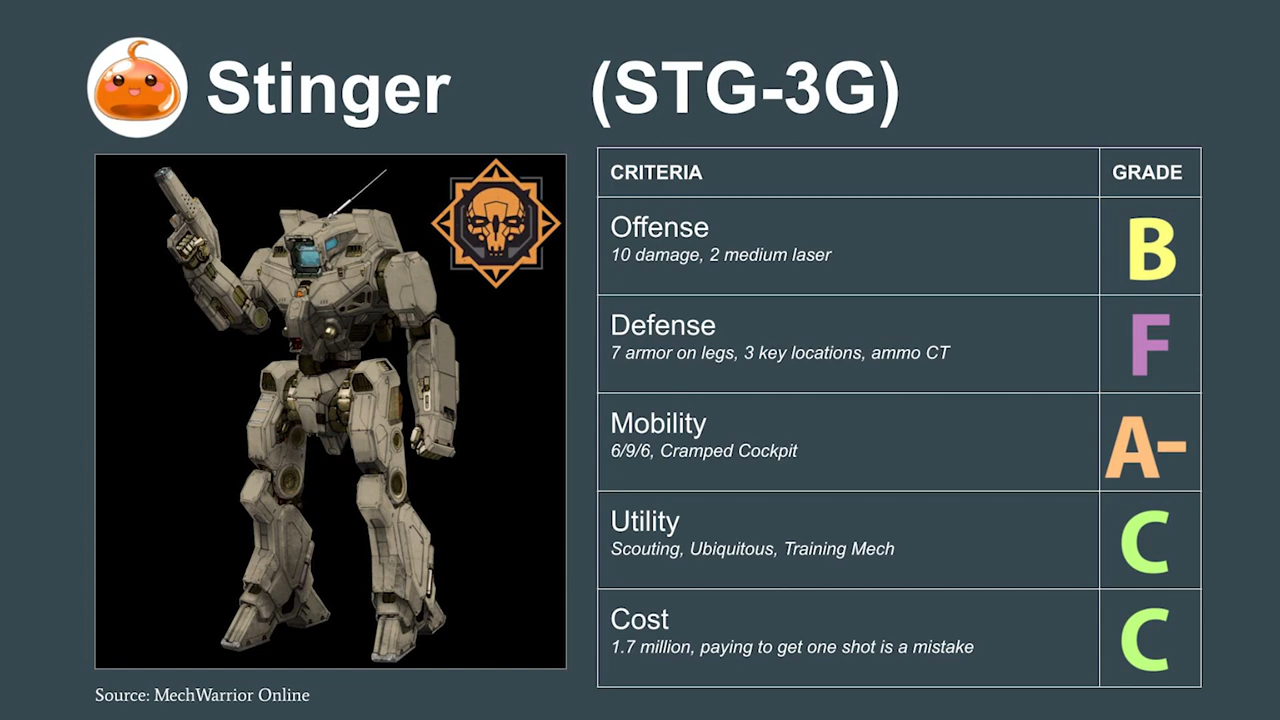 Stinger (STG-3G)
CRITERIA GRADE
Offense
10 damage, 2 medium laser
B
Defense
7 armor on legs, 3 key locations, ammo CT
F
Mobility
6/9/6, Cramped Cockpit
A-
Utility
Scouting, Ubiquitous, Training Mech
C
Cost
1.7 million, paying to get one shot is a mistake
C
Source: MechWarrior Online